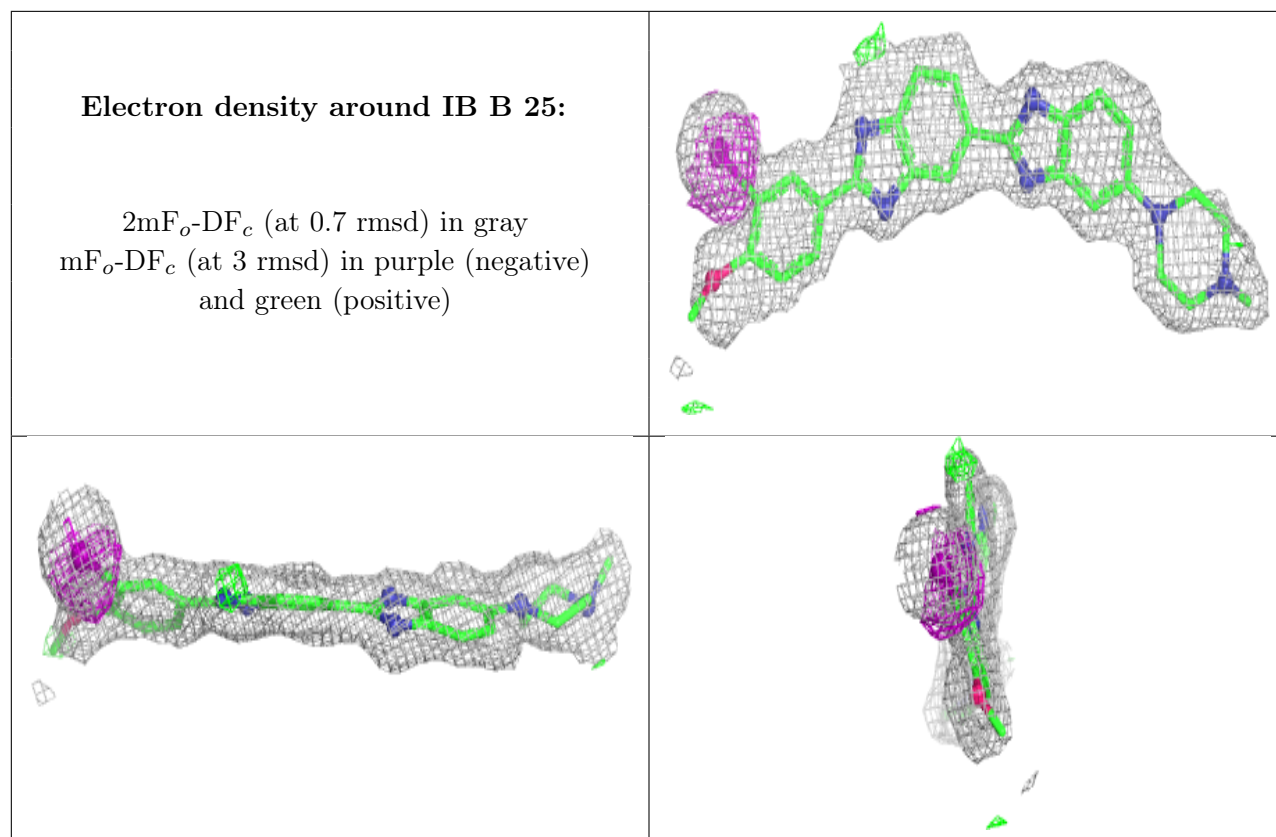 Electron density around IB B 25:
2mFo-DFc (at 0.7 rmsd) in gray
mFo-DFc (at 3 rmsd) in purple (negative)
and green (positive)